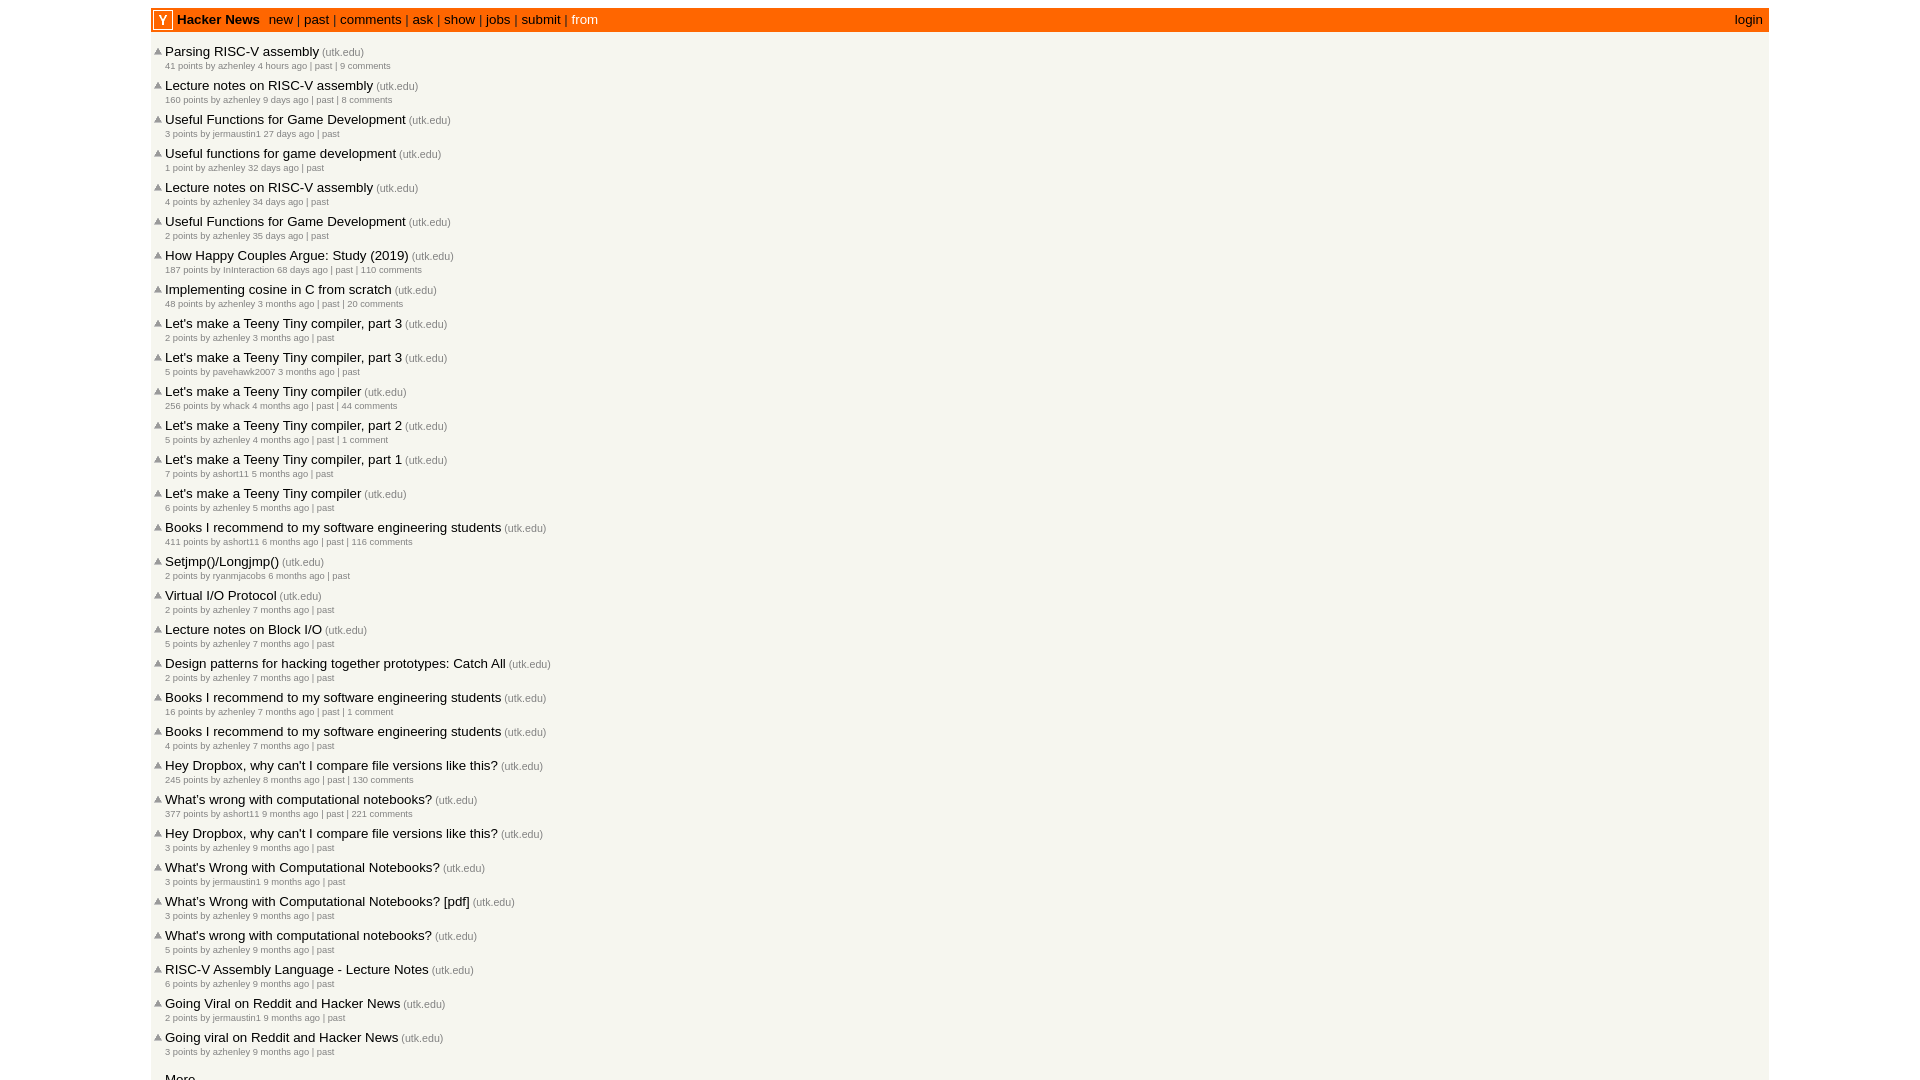 Y Hacker News new | past | comments | ask | show | jobs | submit | from login
Parsing RISC-V assembly (utk.edu)
41 points by azhenley 4 hours ago | past | 9 comments
Lecture notes on RISC-V assembly (utk.edu)
160 points by azhenley 9 days ago | past | 8 comments
Useful Functions for Game Development (utk.edu)
3 points by jermaustin1 27 days ago | past
Useful functions for game development (utk.edu)
1 point by azhenley 32 days ago | past
Lecture notes on RISC-V assembly (utk.edu)
4 points by azhenley 34 days ago | past
Useful Functions for Game Development (utk.edu)
2 points by azhenley 35 days ago | past
How Happy Couples Argue: Study (2019) (utk.edu)
187 points by InInteraction 68 days ago | past | 110 comments
Implementing cosine in C from scratch (utk.edu)
48 points by azhenley 3 months ago | past | 20 comments
Let's make a Teeny Tiny compiler, part 3 (utk.edu)
2 points by azhenley 3 months ago | past
Let's make a Teeny Tiny compiler, part 3 (utk.edu)
5 points by pavehawk2007 3 months ago | past
Let's make a Teeny Tiny compiler (utk.edu)
256 points by whack 4 months ago | past | 44 comments
Let's make a Teeny Tiny compiler, part 2 (utk.edu)
5 points by azhenley 4 months ago | past | 1 comment
Let's make a Teeny Tiny compiler, part 1 (utk.edu)
7 points by ashort11 5 months ago | past
Let's make a Teeny Tiny compiler (utk.edu)
6 points by azhenley 5 months ago | past
Books I recommend to my software engineering students (utk.edu)
411 points by ashort11 6 months ago | past | 116 comments
Setjmp()/Longjmp() (utk.edu)
2 points by ryanmjacobs 6 months ago | past
Virtual I/O Protocol (utk.edu)
2 points by azhenley 7 months ago | past
Lecture notes on Block I/O (utk.edu)
5 points by azhenley 7 months ago | past
Design patterns for hacking together prototypes: Catch All (utk.edu)
2 points by azhenley 7 months ago | past
Books I recommend to my software engineering students (utk.edu)
16 points by azhenley 7 months ago | past | 1 comment
Books I recommend to my software engineering students (utk.edu)
4 points by azhenley 7 months ago | past
Hey Dropbox, why can't I compare file versions like this? (utk.edu)
245 points by azhenley 8 months ago | past | 130 comments
What's wrong with computational notebooks? (utk.edu)
377 points by ashort11 9 months ago | past | 221 comments
Hey Dropbox, why can't I compare file versions like this? (utk.edu)
3 points by azhenley 9 months ago | past
What's Wrong with Computational Notebooks? (utk.edu)
3 points by jermaustin1 9 months ago | past
What's Wrong with Computational Notebooks? [pdf] (utk.edu)
3 points by azhenley 9 months ago | past
What's wrong with computational notebooks? (utk.edu)
5 points by azhenley 9 months ago | past
RISC-V Assembly Language - Lecture Notes (utk.edu)
6 points by azhenley 9 months ago | past
Going Viral on Reddit and Hacker News (utk.edu)
2 points by jermaustin1 9 months ago | past
Going viral on Reddit and Hacker News (utk.edu)
3 points by azhenley 9 months ago | past
More